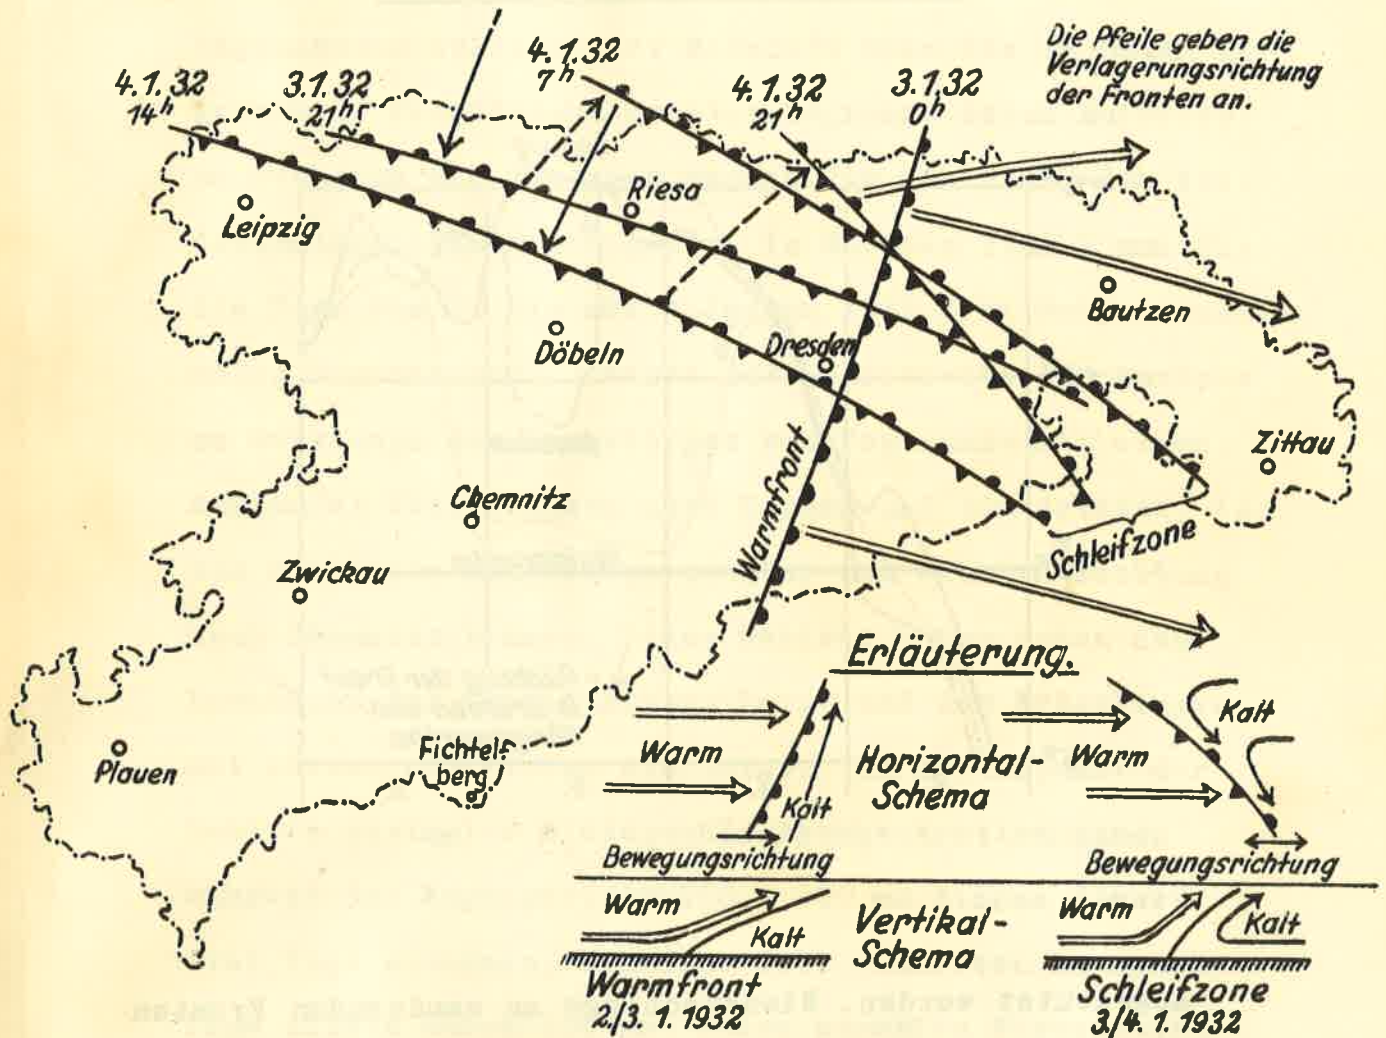 4.1.32
14ʰ
3.1.32
21ʰ
4.1.32
7ʰ
4.1.32
21ʰ
3.1.32
0ʰ
Die Pfeile geben die
Verlagerungsrichtung
der Fronten an.
Leipzig
Riesa
Döbeln
Dresden
Bautzen
Zittau
Chemnitz
Zwickau
Plauen
Fichtel-
berg
Warmfront
Schleifzone
Erläuterung.
Warm
Kalt
Horizontal-
Schema
Warm
Kalt
Bewegungsrichtung
Bewegungsrichtung
Warm
Kalt
Vertikal-
Schema
Warm
Kalt
Warmfront
2./3. 1. 1932
Schleifzone
3./4. 1. 1932